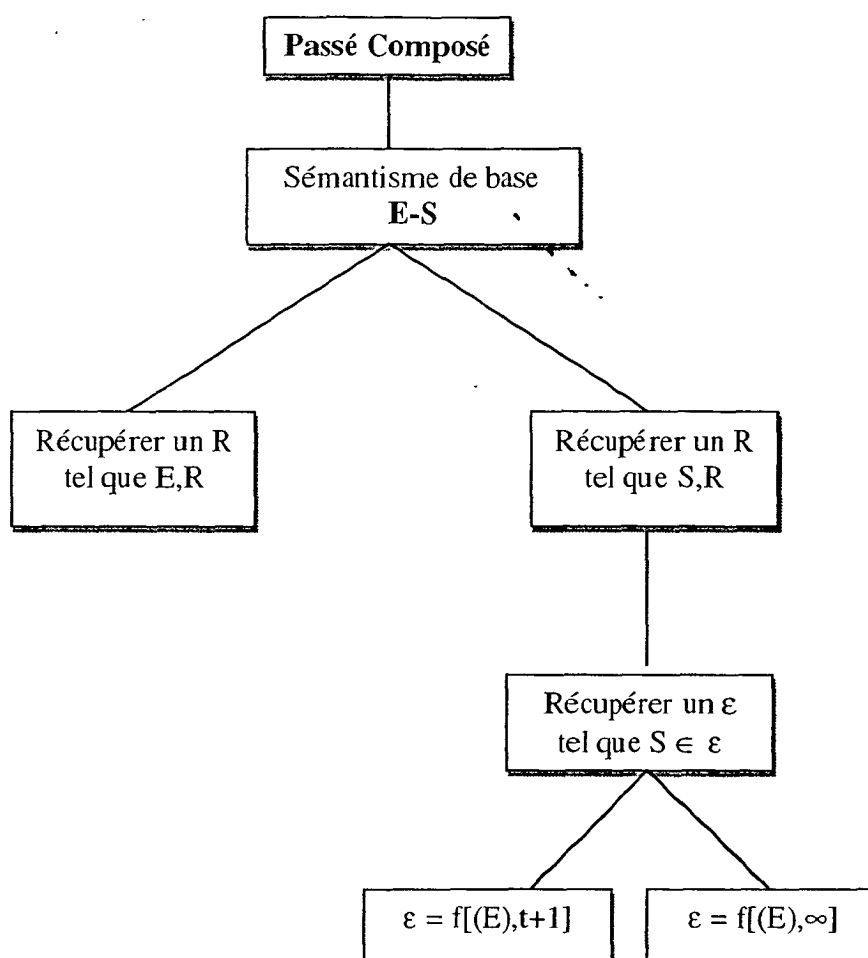 Passé Composé
Sémantisme de base
E-S
Récupérer un R
tel que E,R
Récupérer un R
tel que S,R
Récupérer un ε
tel que S ∈ ε
ε = f[(E),t+1]
ε = f[(E),∞]